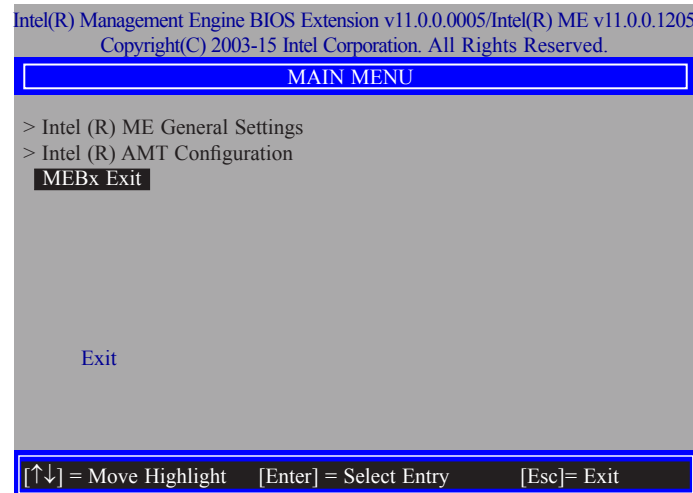 Intel(R) Management Engine BIOS Extension v11.0.0.0005/Intel(R) ME v11.0.0.1205
Copyright(C) 2003-15 Intel Corporation. All Rights Reserved.
MAIN MENU
> Intel (R) ME General Settings
> Intel (R) AMT Configuration
MEBx Exit
Exit
[↑↓] = Move Highlight [Enter] = Select Entry [Esc]= Exit